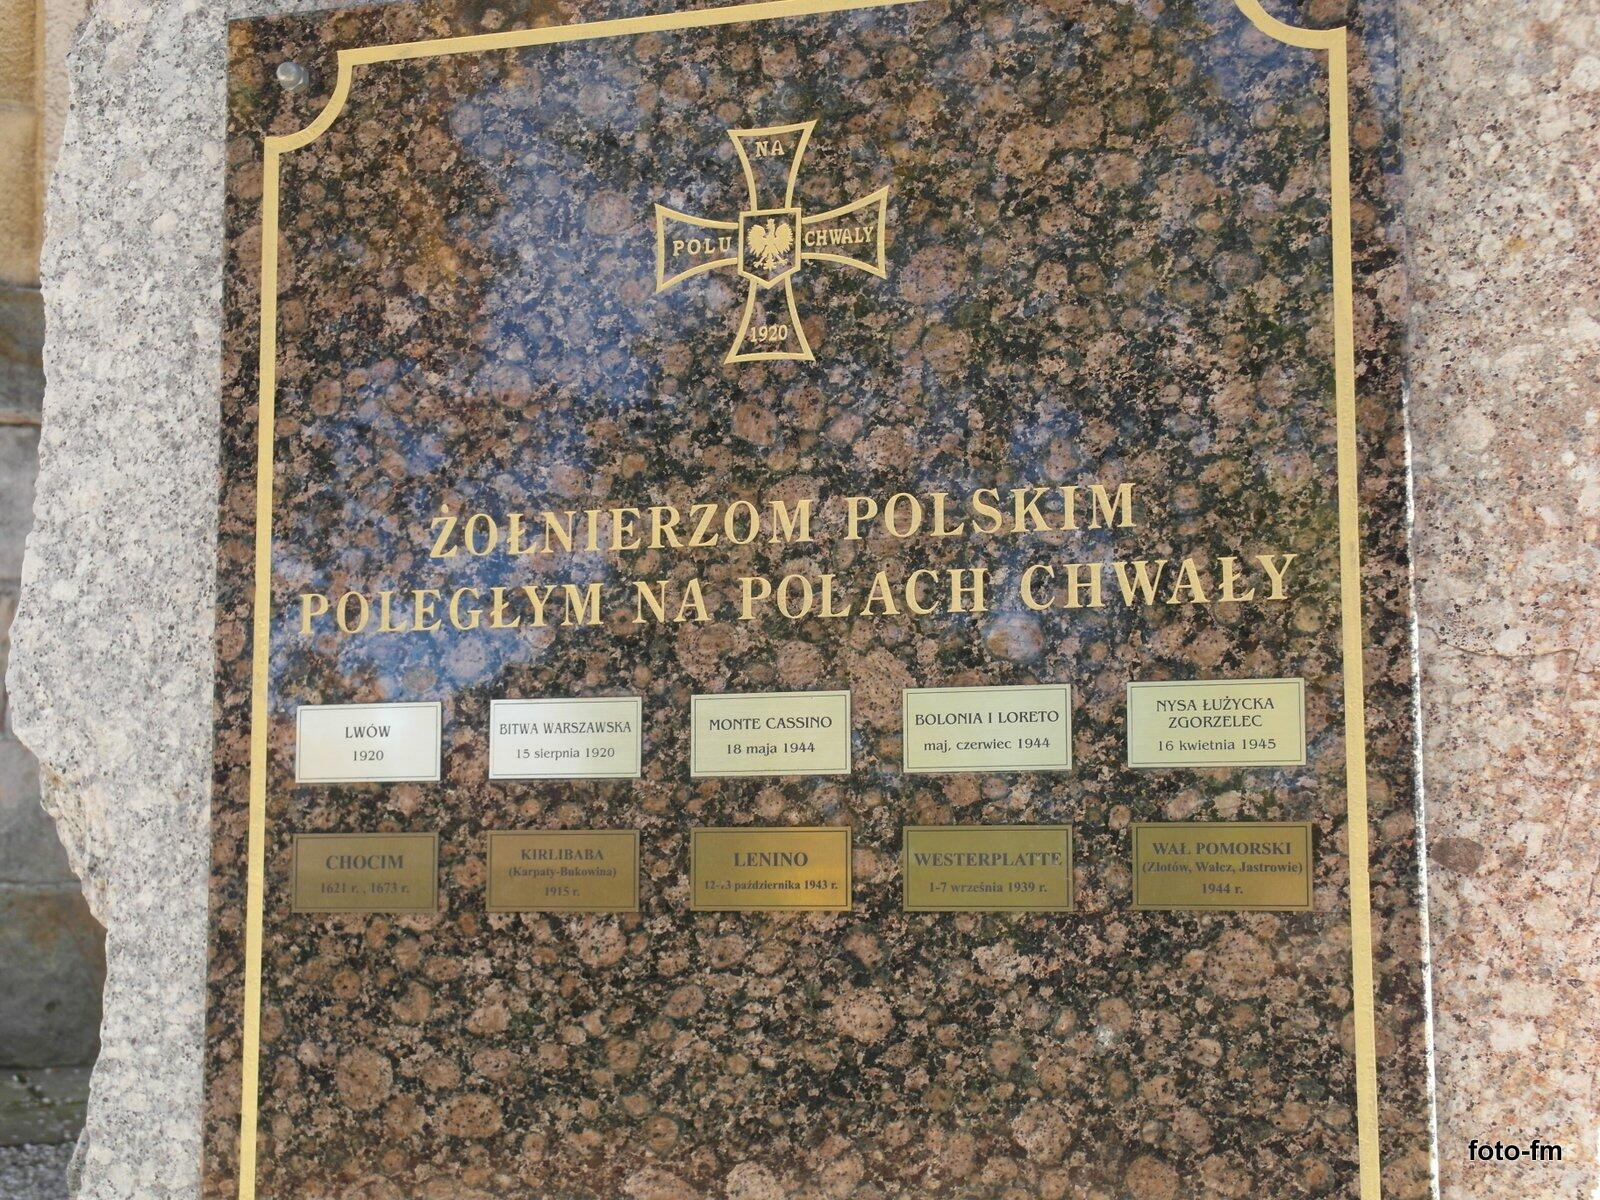 NA
POLU CHWAŁY
1920
ŻOŁNIERZOM POLSKIM
POLEGŁYM NA POLACH CHWAŁY
LWÓW
1920
BITWA WARSZAWSKA
15 sierpnia 1920
MONTE CASSINO
18 maja 1944
BOLONIA I LORETO
maj, czerwiec 1944
NYSA ŁUŻYCKA
ZGORZELEC
16 kwietnia 1945
CHOCIM
1621 r. , 1673 r.
KIRLIBABA
(Karpaty-Bukowina)
1915 r.
LENINO
12-13 października 1943 r.
WESTERPLATTE
1-7 września 1939 r.
WAŁ POMORSKI
(Złotów, Wałcz, Jastrowie)
1944 r.
foto-fm